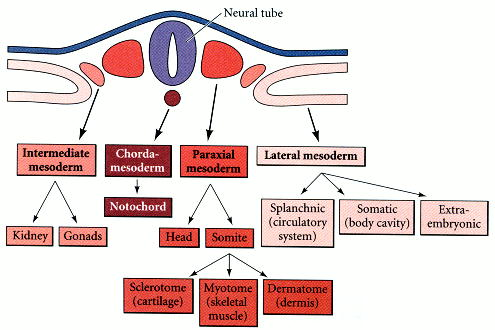 Neural tube
Intermediate
mesoderm
Chorda-
mesoderm
Paraxial
mesoderm
Lateral mesoderm
Notochord
Kidney
Gonads
Head
Somite
Splanchnic
(circulatory
system)
Somatic
(body cavity)
Extra-
embryonic
Sclerotome
(cartilage)
Myotome
(skeletal
muscle)
Dermatome
(dermis)